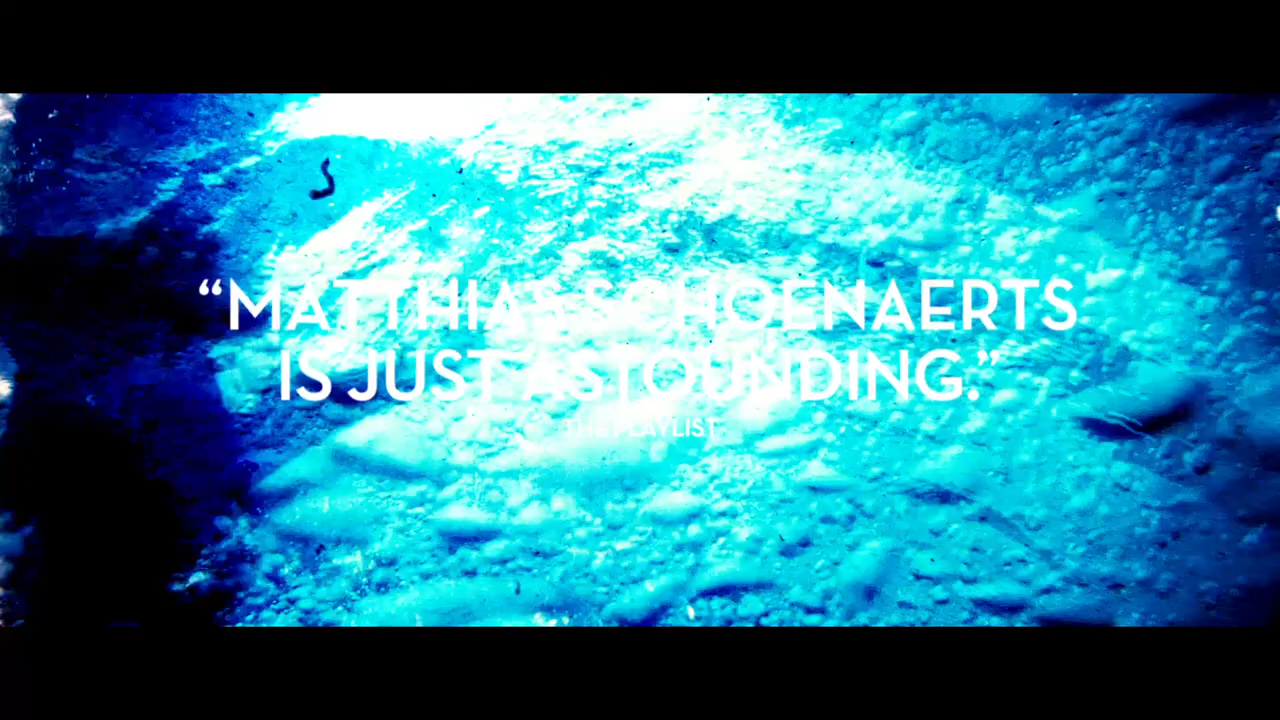 “MATTHIAS SCHOENAERTS
IS JUST ASTOUNDING.”
THE PLAYLIST